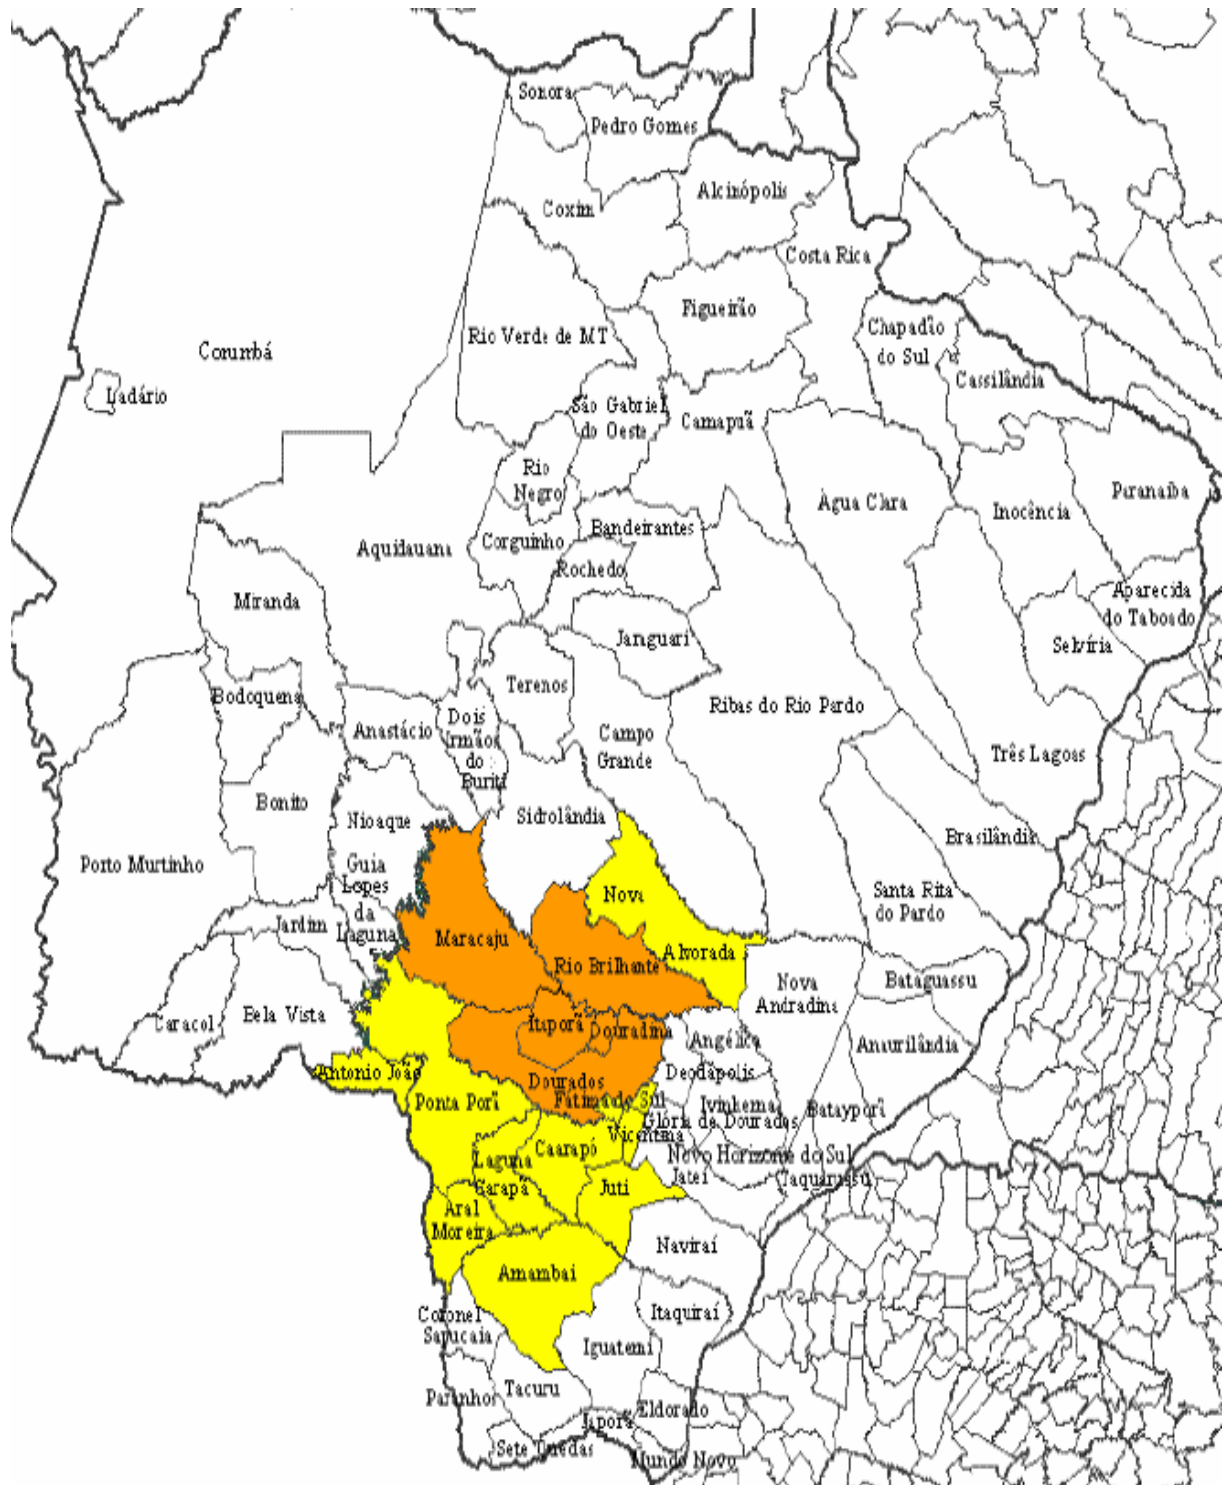 Sonora
Pedro Gomes
Alcinópolis
Coxim
Costa Rica
Figueirão
Rio Verde de MT
Chapadão
do Sul
Corumbá
Cassilândia
Ladário
São Gabriel
do Oeste
Camapuã
Rio
Negro
Água Clara
Paranaíba
Inocência
Bandeirantes
Corguinho
Aquidauana
Rochedo
Miranda
Aparecida
do Taboado
Jaraguari
Selvíria
Terenos
Bodoquena
Ribas do Rio Pardo
Dois
Irmãos
do
Buriti
Anastácio
Campo
Grande
Três Lagoas
Bonito
Nioaque
Sidrolândia
Brasilândia
Porto Murtinho
Guia
Lopes
da
Laguna
Nova
Alvorada
Santa Rita
do Pardo
Jardim
Maracaju
Rio Brilhante
Nova
Andradina
Bataguassu
Caracol
Bela Vista
Itaporã
Douradina
Angélica
Anaurilândia
Antonio João
Deodápolis
Dourados
Fatima do Sul
Ponta Porã
Ivinhema
Glória de Dourados
Batayporã
Vicentina
Caarapó
Laguna
Carapã
Novo Horizonte do Sul
Jateí
Taquarussu
Juti
Aral
Moreira
Naviraí
Amambai
Coronel
Sapucaia
Itaquiraí
Iguatemi
Paranhos
Tacuru
Eldorado
Japorã
Sete Quedas
Mundo Novo